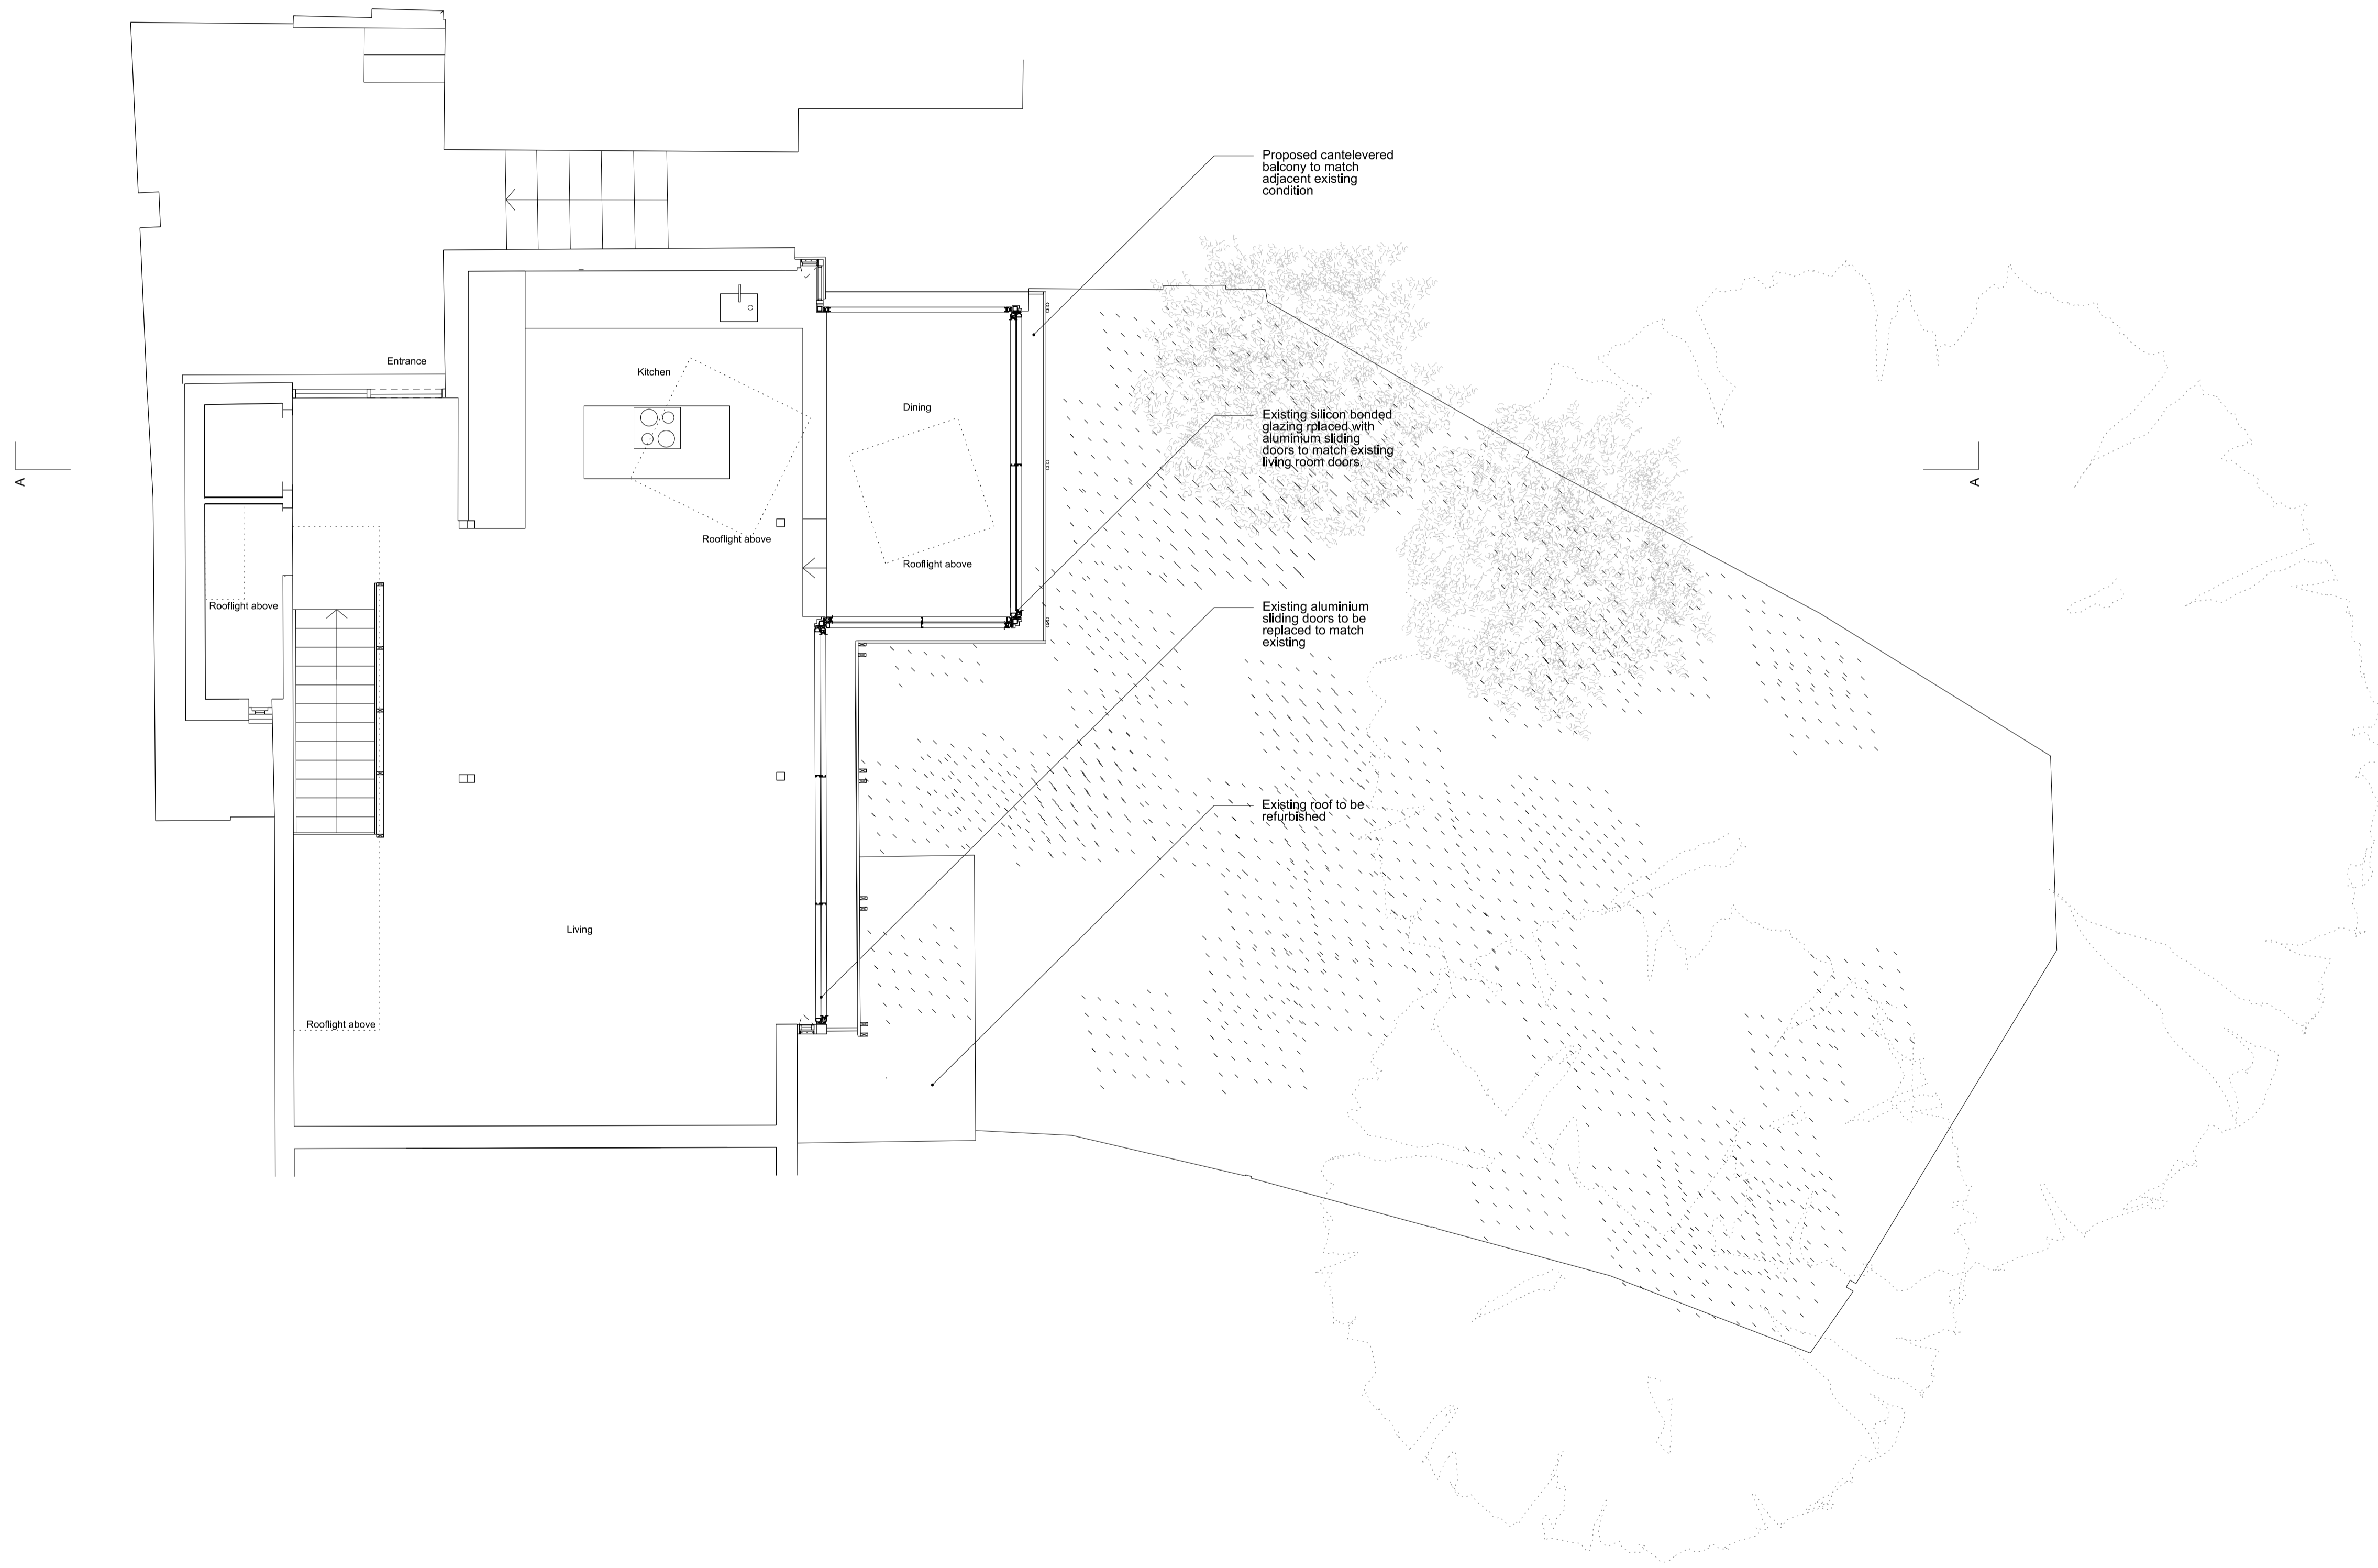 Proposed cantelevered
balcony to match
adjacent existing
condition
Entrance
Kitchen
Dining
Existing silicon bonded
glazing rplaced with
aluminium sliding
doors to match existing
living room doors.
A
A
Rooflight above
Rooflight above
Rooflight above
Existing aluminium
sliding doors to be
replaced to match
existing
Existing roof to be
refurbished
Living
Rooflight above